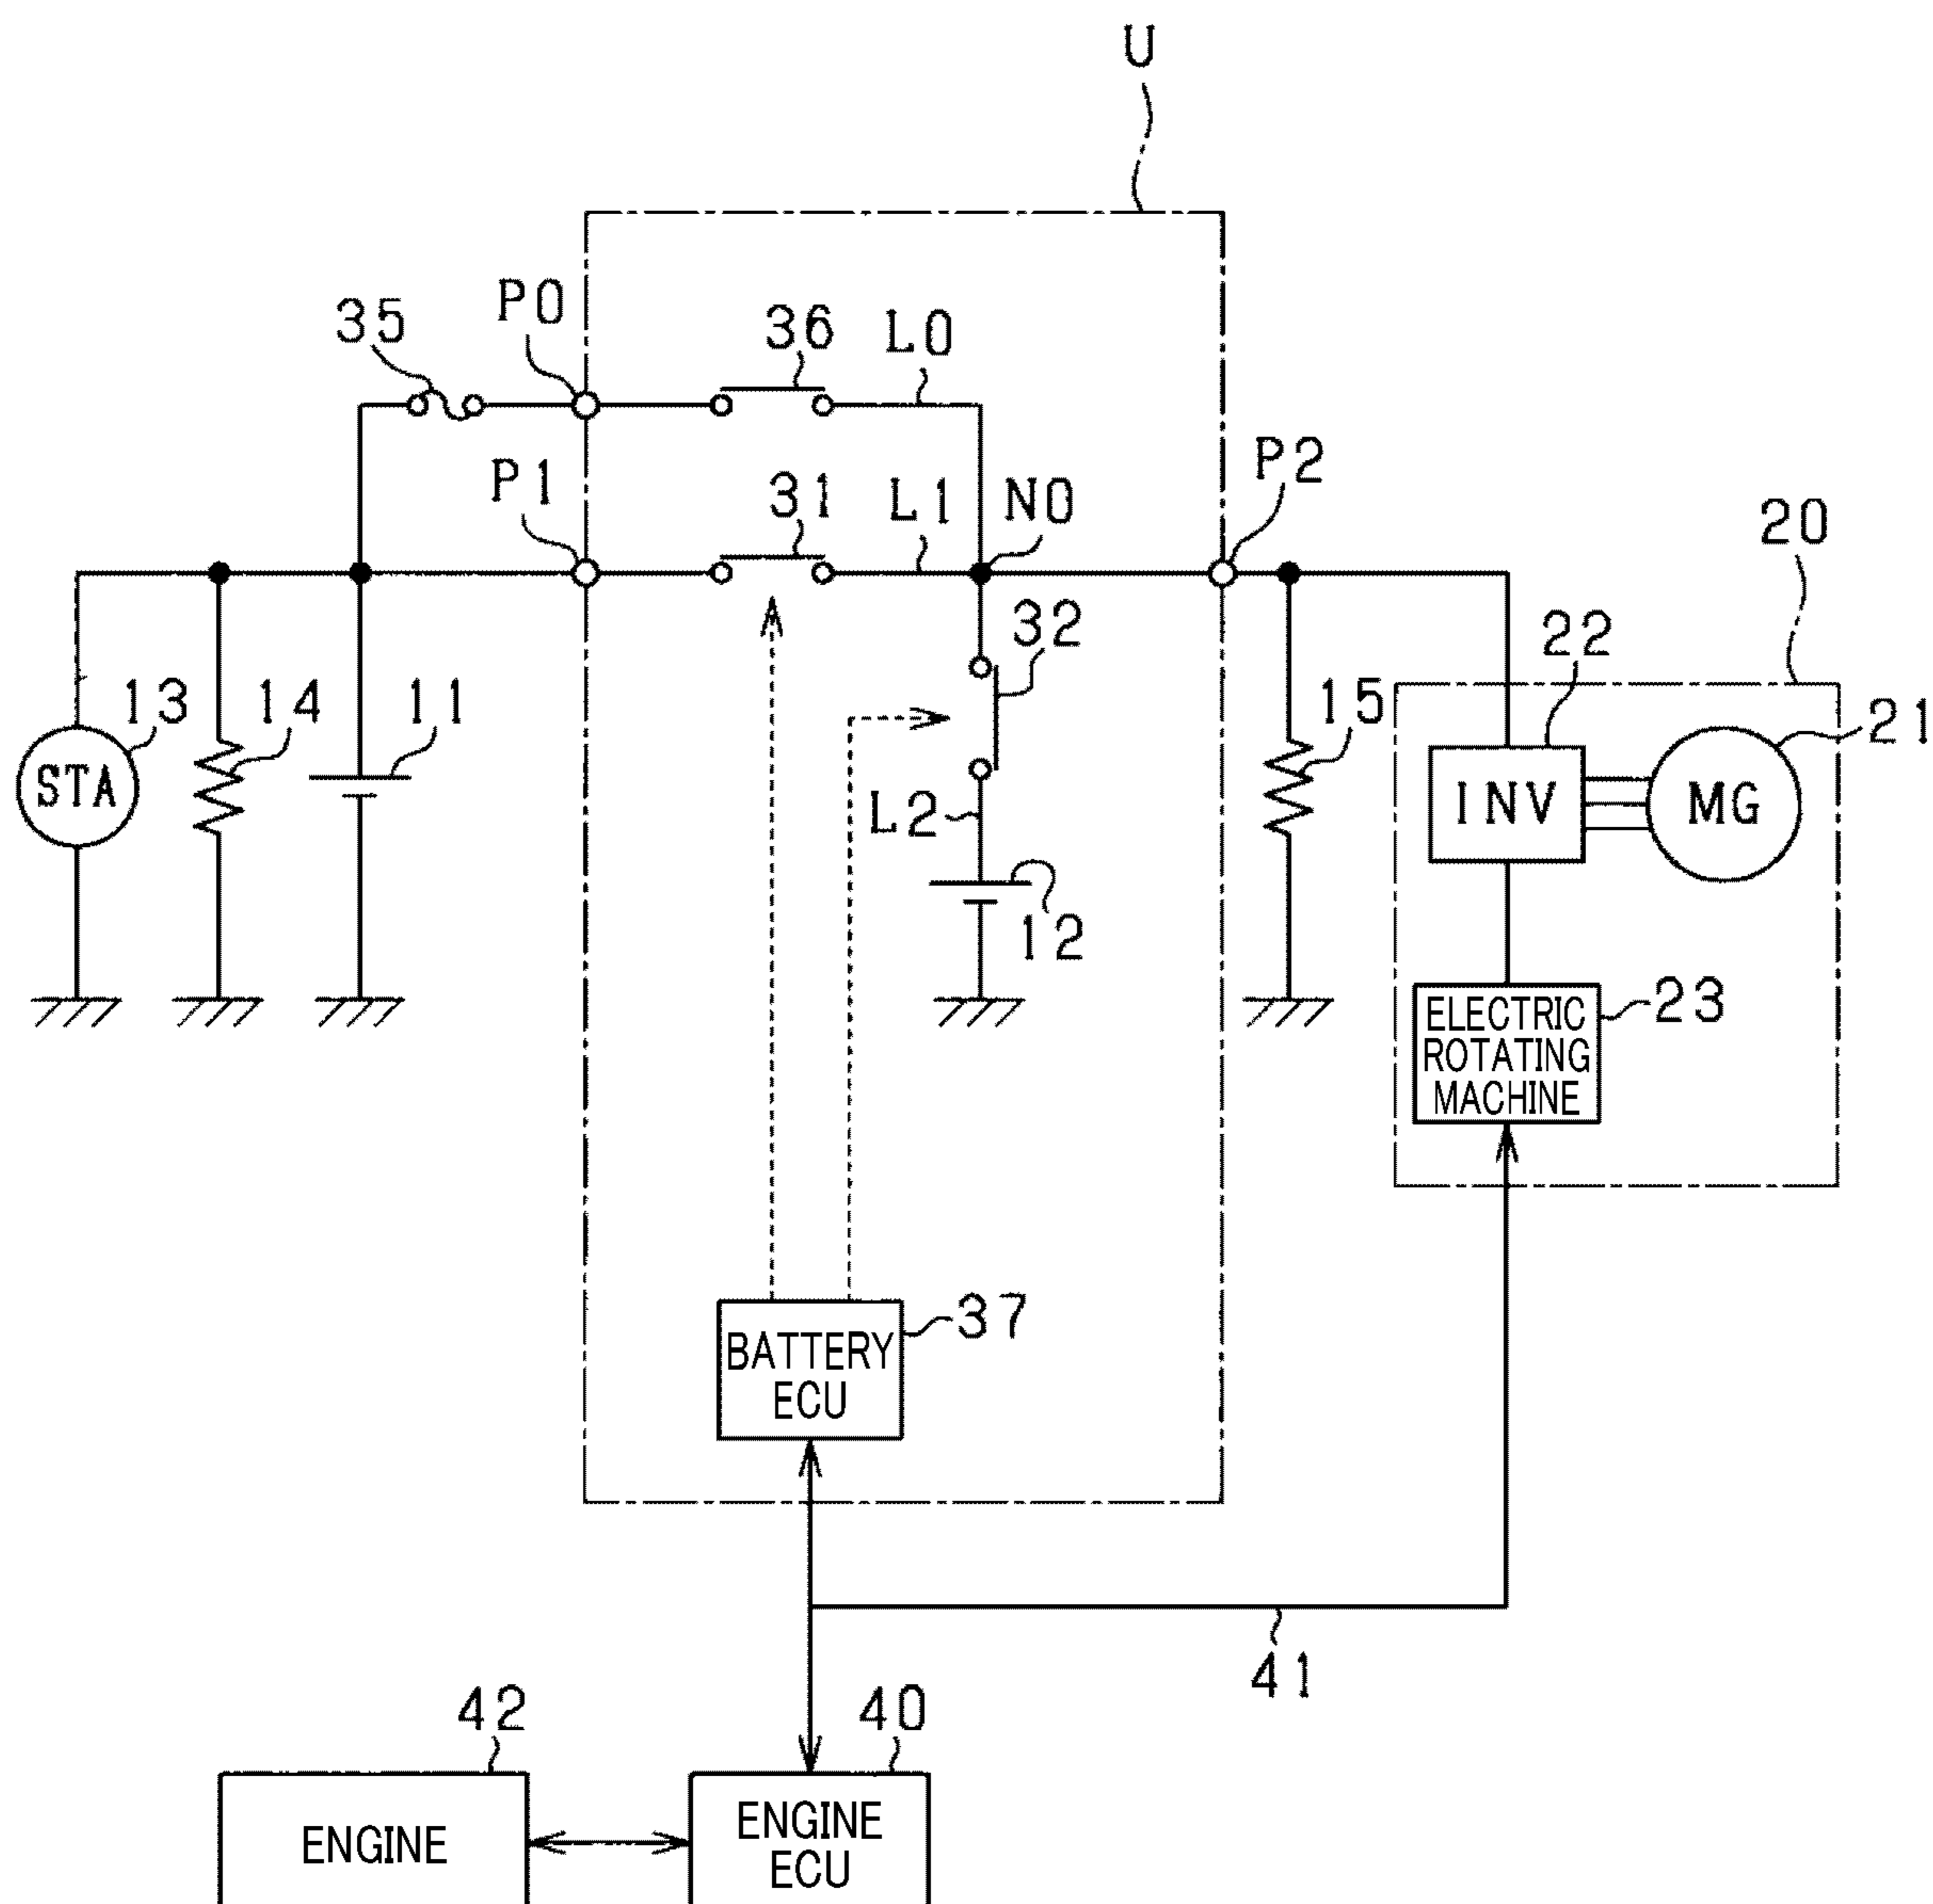 U
P0
35
36
L0
P1
31
L1
N0
P2
20
32
22
13
14
11
15
21
STA
L2
INV
MG
12
23
ELECTRIC
ROTATING
MACHINE
37
BATTERY
ECU
41
42
40
ENGINE
ENGINE
ECU